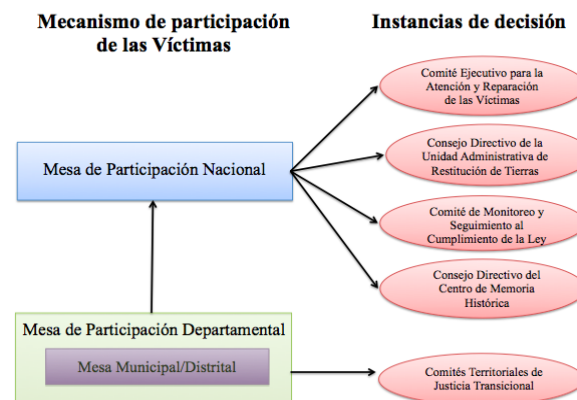 Mecanismo de participación
de las Víctimas
Instancias de decisión
Comité Ejecutivo para la
Atención y Reparación
de las Víctimas
Mesa de Participación Nacional
Consejo Directivo de la
Unidad Administrativa de
Restitución de Tierras
Comité de Monitoreo y
Seguimiento al
Cumplimiento de la Ley
Consejo Directivo del
Centro de Memoria
Histórica
Mesa de Participación Departamental
Mesa Municipal/Distrital
Comités Territoriales de
Justicia Transicional